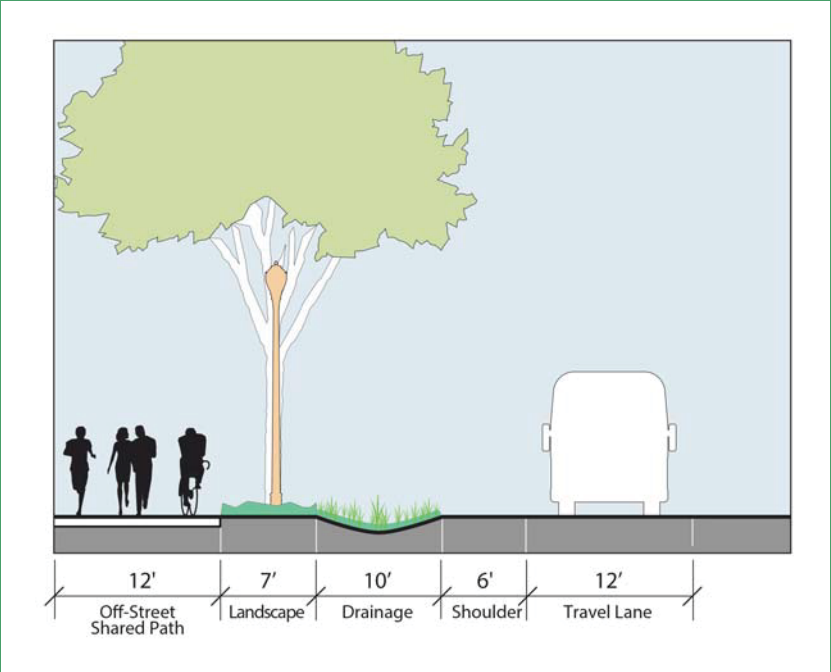 12' 7' 10' 6' 12'
Off-Street Landscape Drainage Shoulder Travel Lane
Shared Path